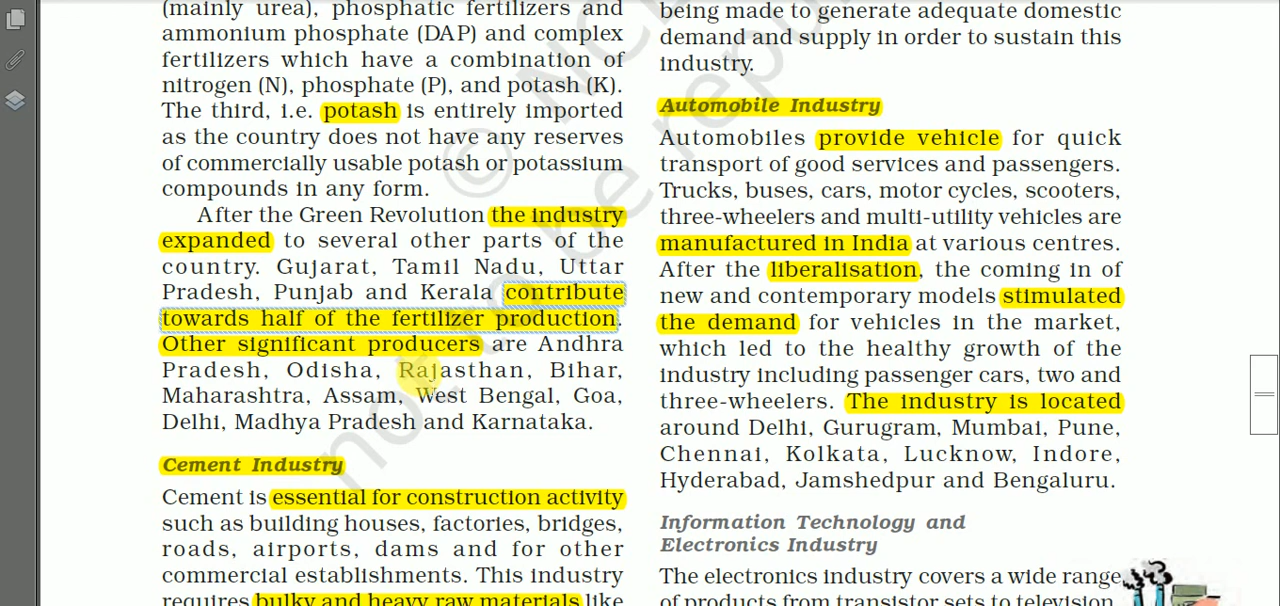 (mainly urea), phosphatic fertilizers and
ammonium phosphate (DAP) and complex
fertilizers which have a combination of
nitrogen (N), phosphate (P), and potash (K).
The third, i.e. potash is entirely imported
as the country does not have any reserves
of commercially usable potash or potassium
compounds in any form.
After the Green Revolution the industry
expanded to several other parts of the
country. Gujarat, Tamil Nadu, Uttar
Pradesh, Punjab and Kerala contribute
towards half of the fertilizer production.
Other significant producers are Andhra
Pradesh, Odisha, Rajasthan, Bihar,
Maharashtra, Assam, West Bengal, Goa,
Delhi, Madhya Pradesh and Karnataka.
Cement Industry
Cement is essential for construction activity
such as building houses, factories, bridges,
roads, airports, dams and for other
commercial establishments. This industry
requires bulky and heavy raw materials like
being made to generate adequate domestic
demand and supply in order to sustain this
industry.
Automobile Industry
Automobiles provide vehicle for quick
transport of good services and passengers.
Trucks, buses, cars, motor cycles, scooters,
three-wheelers and multi-utility vehicles are
manufactured in India at various centres.
After the liberalisation, the coming in of
new and contemporary models stimulated
the demand for vehicles in the market,
which led to the healthy growth of the
industry including passenger cars, two and
three-wheelers. The industry is located
around Delhi, Gurugram, Mumbai, Pune,
Chennai, Kolkata, Lucknow, Indore,
Hyderabad, Jamshedpur and Bengaluru.
Information Technology and
Electronics Industry
The electronics industry covers a wide range
of products from transistor sets to television,